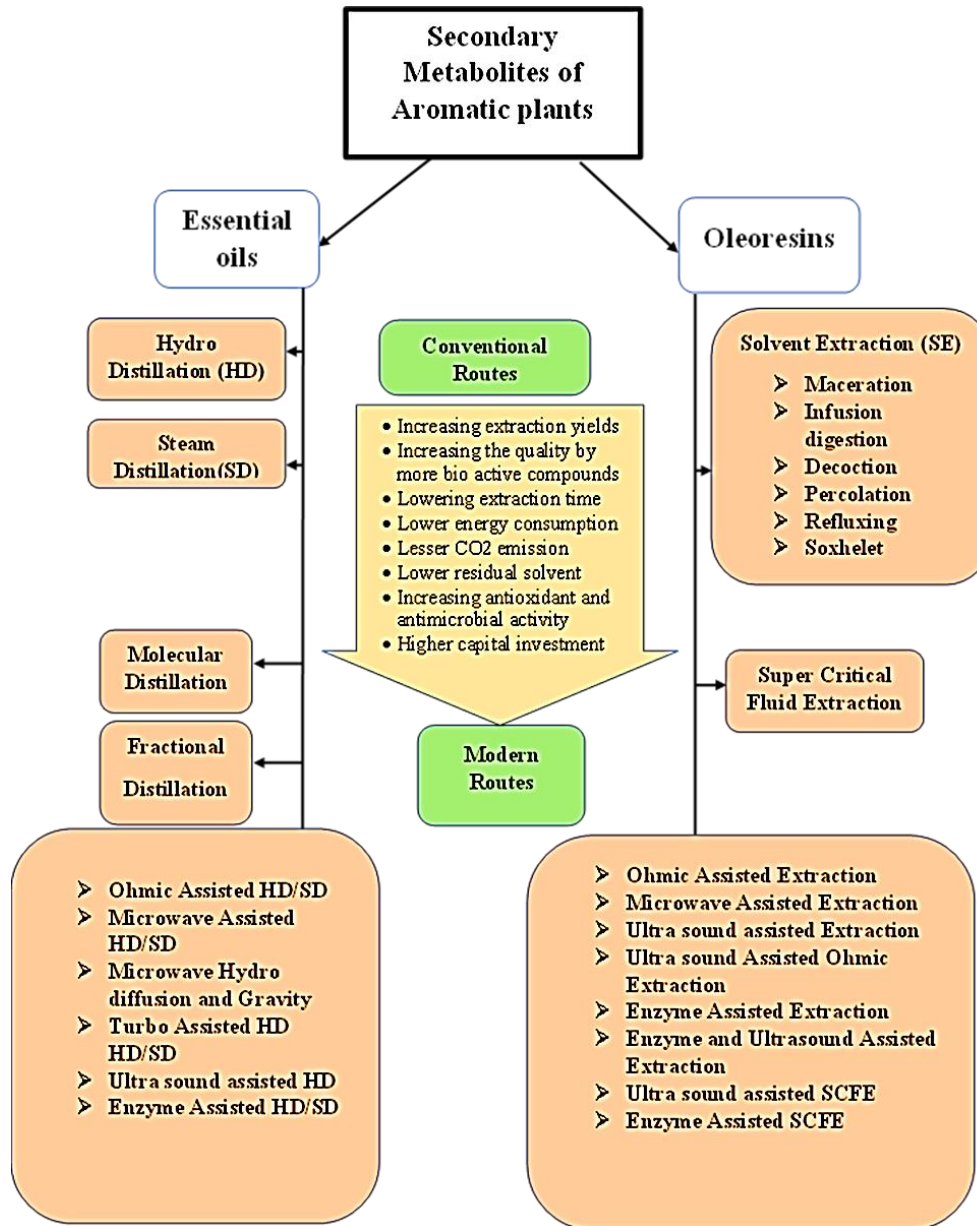 Secondary
Metabolites of
Aromatic plants
Essential
oils
Oleoresins
Hydro
Distillation (HD)
Steam
Distillation(SD)
Molecular
Distillation
Fractional
Distillation
➢ Ohmic Assisted HD/SD
➢ Microwave Assisted
HD/SD
➢ Microwave Hydro
diffusion and Gravity
➢ Turbo Assisted HD
HD/SD
➢ Ultra sound assisted HD
➢ Enzyme Assisted HD/SD
Conventional
Routes
• Increasing extraction yields
• Increasing the quality by
more bio active compounds
• Lowering extraction time
• Lower energy consumption
• Lesser CO2 emission
• Lower residual solvent
• Increasing antioxidant and
antimicrobial activity
• Higher capital investment
Modern
Routes
Solvent Extraction (SE)
➢ Maceration
➢ Infusion
digestion
➢ Decoction
➢ Percolation
➢ Refluxing
➢ Soxhelet
Super Critical
Fluid Extraction
➢ Ohmic Assisted Extraction
➢ Microwave Assisted Extraction
➢ Ultra sound assisted Extraction
➢ Ultra sound Assisted Ohmic
Extraction
➢ Enzyme Assisted Extraction
➢ Enzyme and Ultrasound Assisted
Extraction
➢ Ultra sound assisted SCFE
➢ Enzyme Assisted SCFE